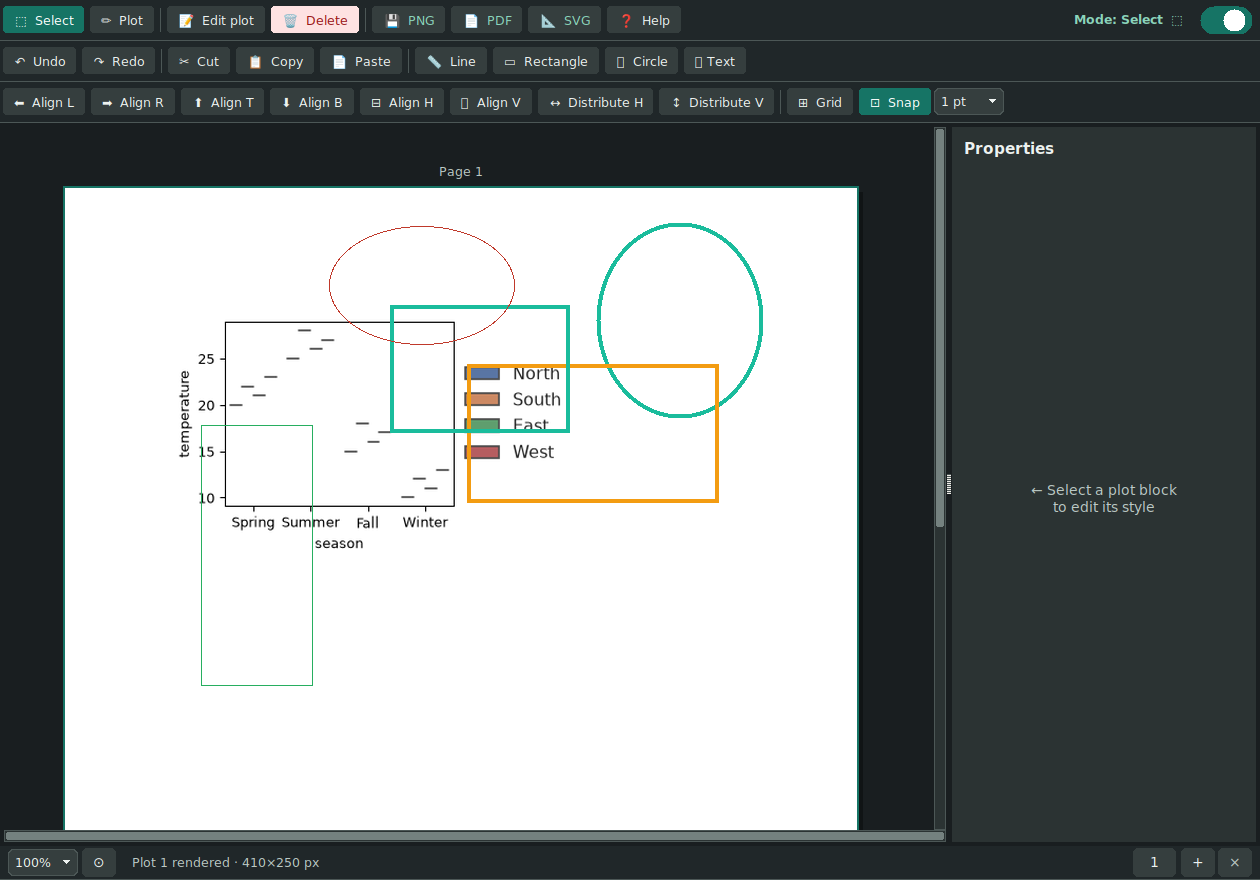 Select Plot Edit plot Delete PNG PDF SVG Help Mode: Select
Undo Redo Cut Copy Paste Line Rectangle Circle Text
Align L Align R Align T Align B Align H Align V Distribute H Distribute V Grid Snap 1 pt
Page 1
Properties
temperature
25
20
15
10
Spring Summer Fall Winter
season
North
South
East
West
← Select a plot block
to edit its style
100% Plot 1 rendered · 410×250 px 1 + ×